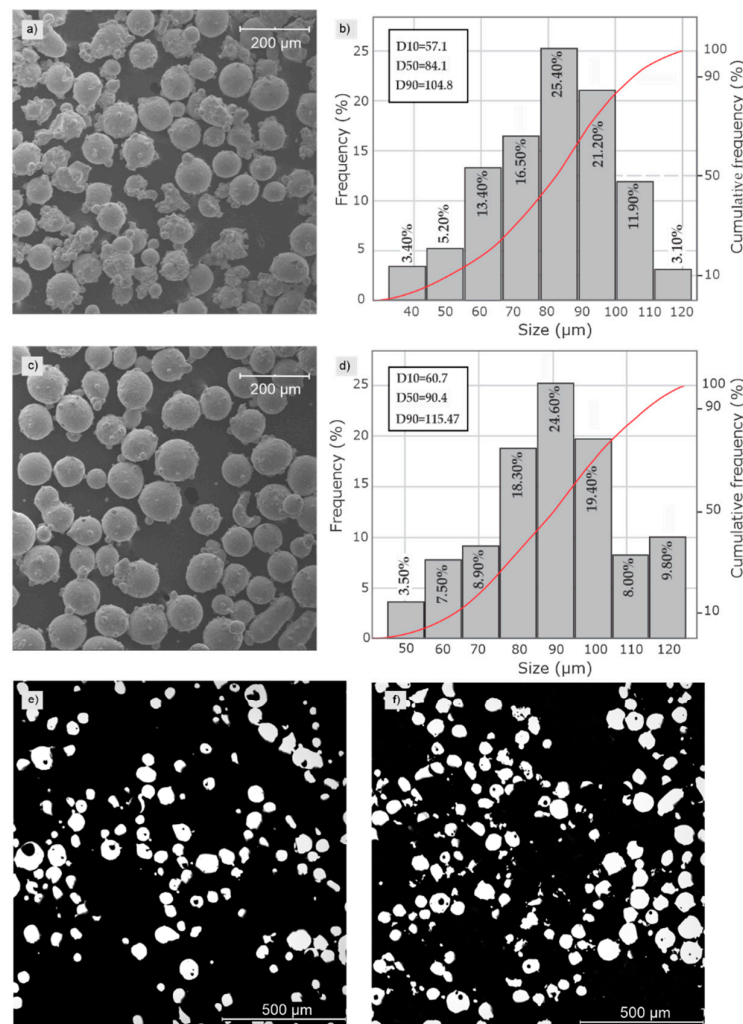 a)
200 µm
b)
D10=57.1
D50=84.1
D90=104.8
Frequency (%)
25
20
15
10
5
0
3.40%
5.20%
13.40%
16.50%
25.40%
21.20%
11.90%
3.10%
100
90
50
10
Cumulative frequency (%)
40 50 60 70 80 90 100 110 120
Size (µm)
c)
200 µm
d)
D10=60.7
D50=90.4
D90=115.47
Frequency (%)
25
20
15
10
5
0
3.50%
7.50%
8.90%
18.30%
24.60%
19.40%
8.00%
9.80%
100
90
50
10
Cumulative frequency (%)
50 60 70 80 90 100 110 120
Size (µm)
e)
500 µm
f)
500 µm